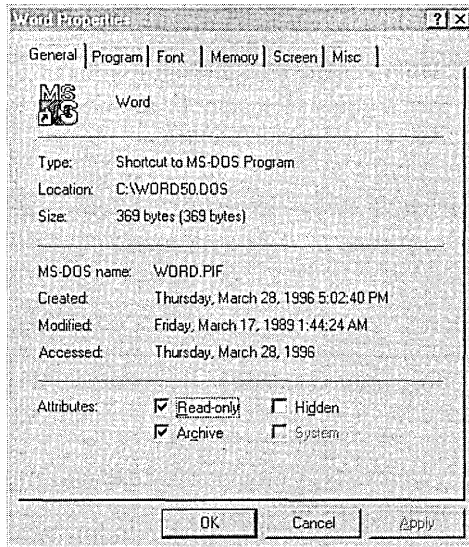 Word Properties ? ×
General Program Font Memory Screen Misc
MS
Word
Type: Shortcut to MS-DOS Program
Location: C:\WORD50.DOS
Size: 369 bytes (369 bytes)
MS-DOS name: WORD.PIF
Created: Thursday, March 28, 1996 5:02:40 PM
Modified: Friday, March 17, 1989 1:44:24 AM
Accessed: Thursday, March 28, 1996
Attributes: Read-only Hidden
Archive System
OK Cancel Apply